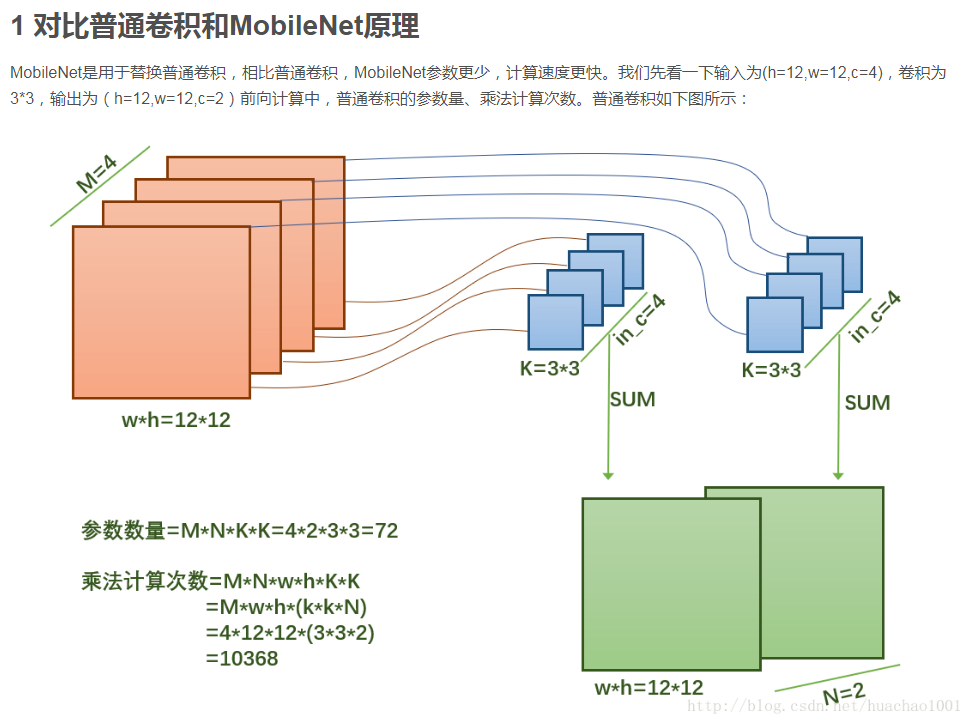 1 对比普通卷积和MobileNet原理
MobileNet是用于替换普通卷积，相比普通卷积，MobileNet参数更少，计算速度更快。我们先看一下输入为(h=12,w=12,c=4)，卷积为
3*3，输出为（h=12,w=12,c=2）前向计算中，普通卷积的参数量、乘法计算次数。普通卷积如下图所示：
M=4
in_c=4
in_c=4
K=3*3
K=3*3
SUM
SUM
w*h=12*12
参数数量=M*N*K*K=4*2*3*3=72
乘法计算次数=M*N*w*h*K*K
=M*w*h*(k*k*N)
=4*12*12*(3*3*2)
=10368
w*h=12*12
N=2
http://blog.csdn.net/huachao1001